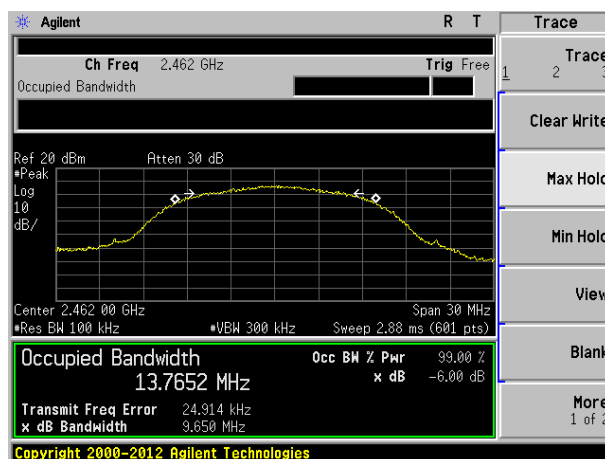 Agilent R T Trace
Ch Freq 2.462 GHz Trig Free
Occupied Bandwidth
Trace
1 2 3
Clear Write
Max Hold
Min Hold
View
Blank
More
1 of 2
Ref 20 dBm Atten 30 dB
#Peak
Log
10
dB/
Center 2.462 00 GHz Span 30 MHz
#Res BW 100 kHz #VBW 300 kHz Sweep 2.88 ms (601 pts)
Occupied Bandwidth Occ BW % Pwr 99.00 %
13.7652 MHz x dB -6.00 dB
Transmit Freq Error 24.914 kHz
x dB Bandwidth 9.650 MHz
Copyright 2000-2012 Agilent Technologies